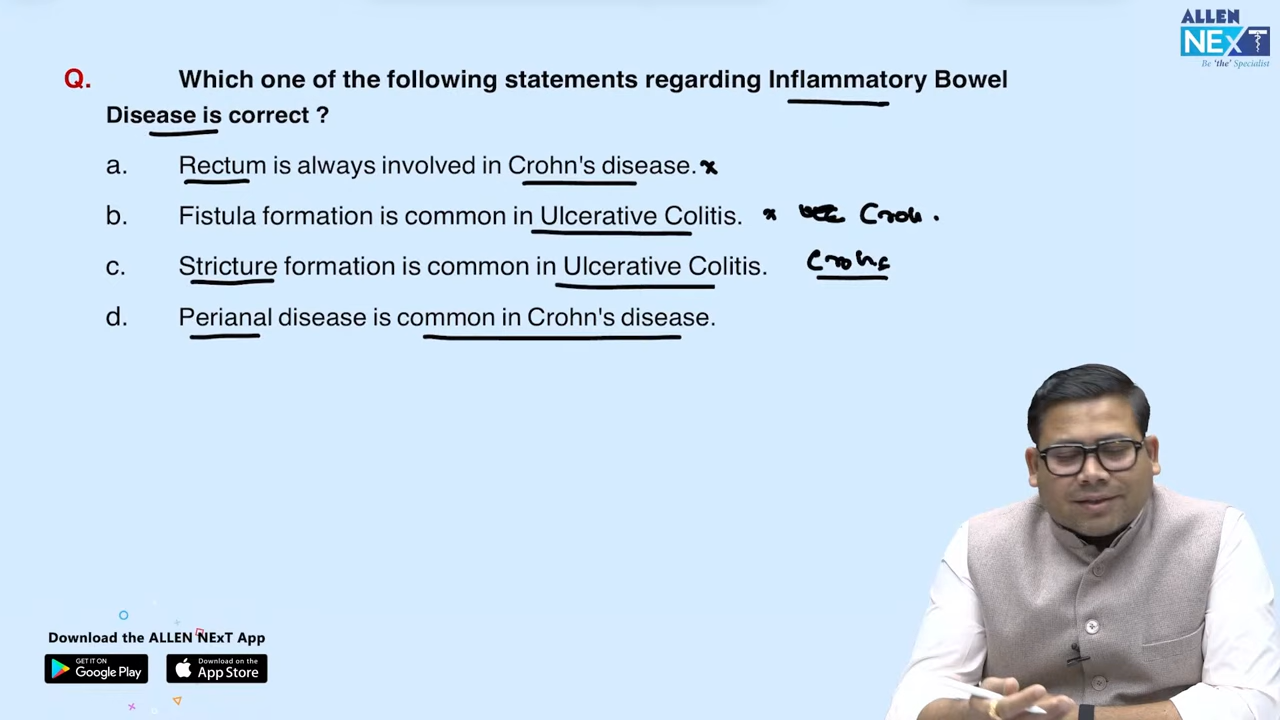 ALLEN
NEXT
Be 'the' Specialist
Q. Which one of the following statements regarding Inflammatory Bowel
Disease is correct ?
a. Rectum is always involved in Crohn's disease. x
b. Fistula formation is common in Ulcerative Colitis. x Croh.
c. Stricture formation is common in Ulcerative Colitis. Crohs
d. Perianal disease is common in Crohn's disease.
Download the ALLEN NExT App
GET IT ON
Google Play
Download on the
App Store